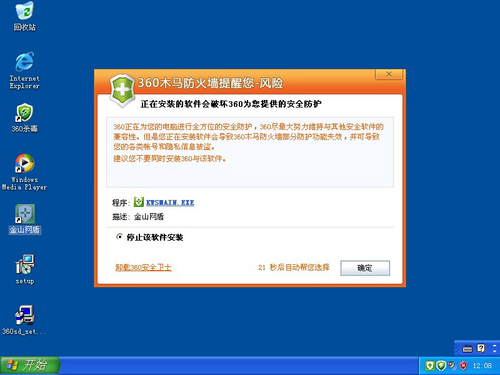 回收站
Internet
Explorer
360杀毒
Windows
Media Player
金山网盾
setup
360sd_set...
360木马防火墙提醒您-风险
正在安装的软件会破坏360为您提供的安全防护
360正在为您的电脑进行全方位的安全防护，360尽最大努力维持与其他安全软件的
兼容性。但是您正在安装软件会导致360木马防火墙部分防护功能失效，并可导致
您的各类帐号和隐私信息被盗。
建议您不要同时安装360与该软件。
程序： KWSMAIN.EXE
描述：金山网盾
停止该软件安装
卸载360安全卫士
21 秒后自动帮您选择
确定
开始
12:08